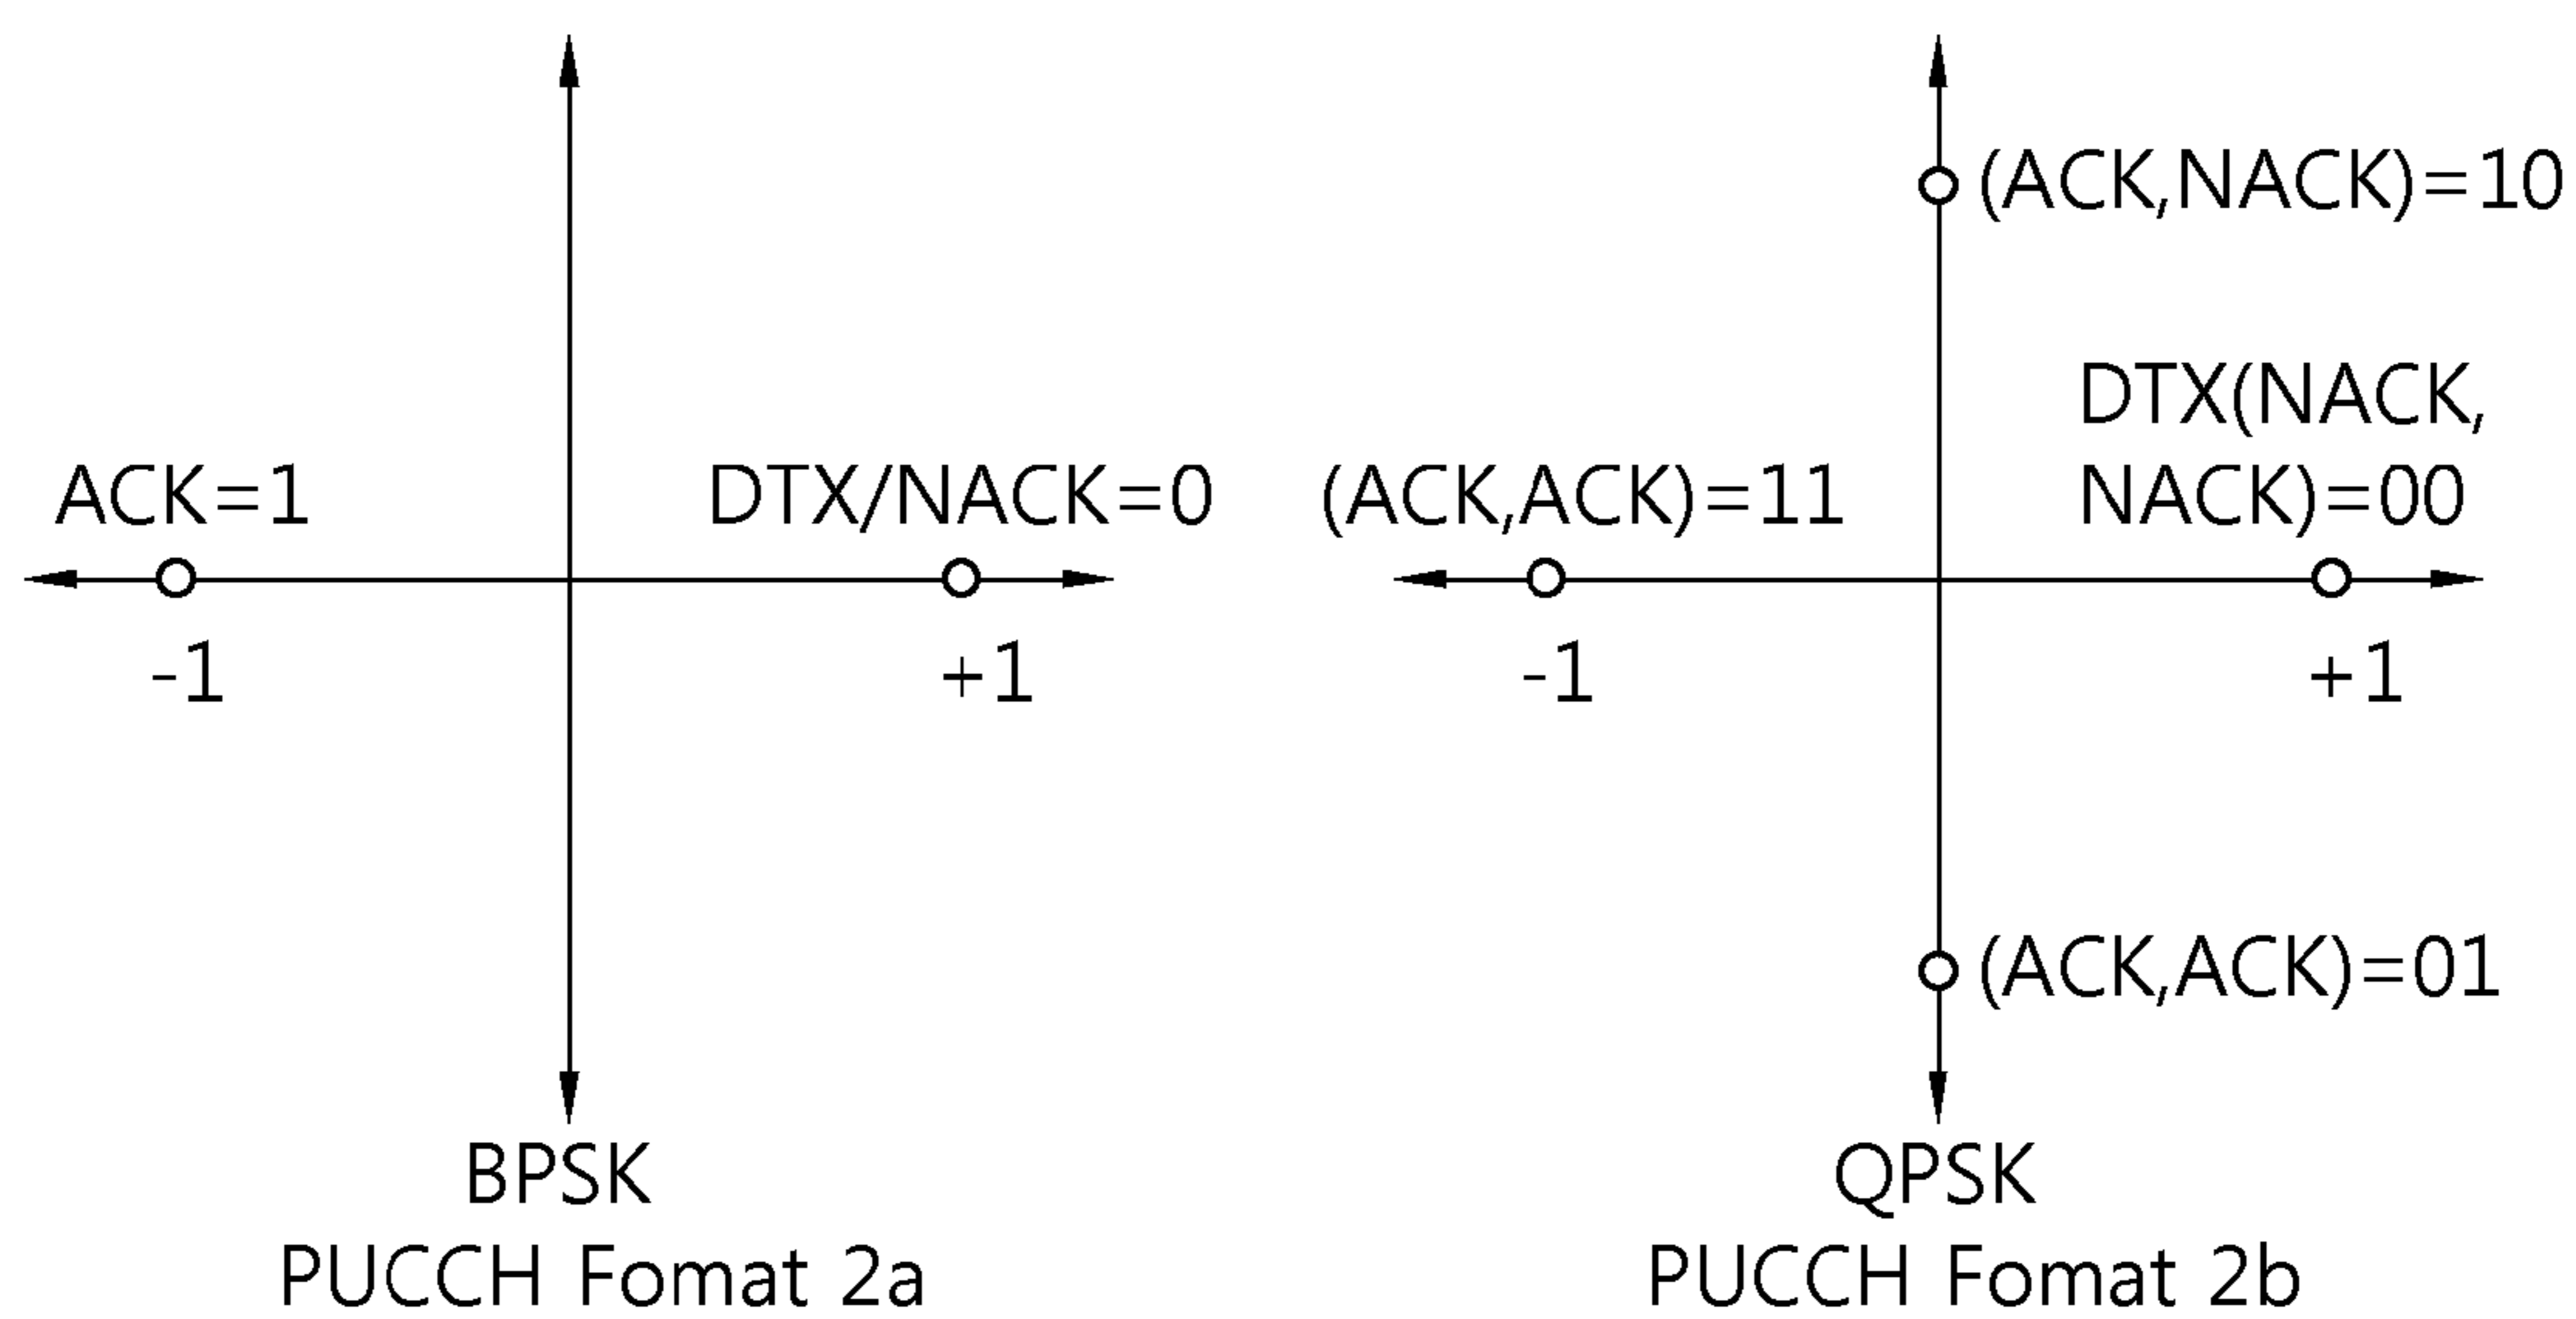 ACK=1
DTX/NACK=0
-1
+1
BPSK
PUCCH Fomat 2a
(ACK,NACK)=10
DTX(NACK,
NACK)=00
(ACK,ACK)=11
-1
+1
(ACK,ACK)=01
QPSK
PUCCH Fomat 2b